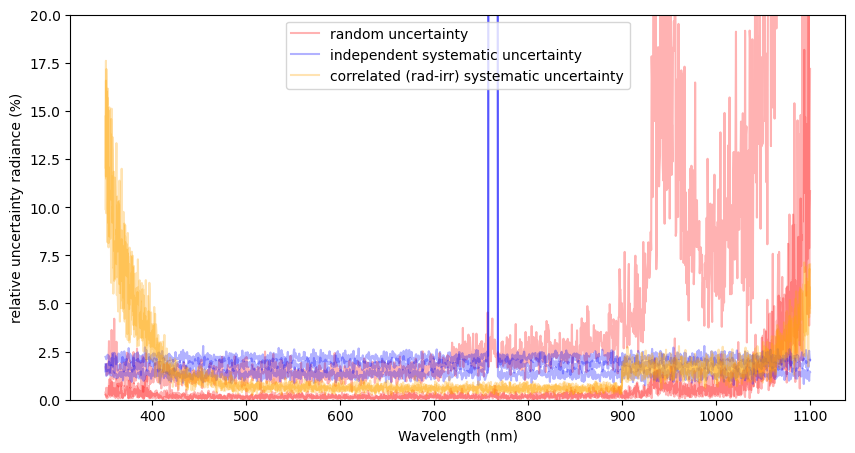 20.0
17.5
15.0
12.5
10.0
7.5
5.0
2.5
0.0
relative uncertainty radiance (%)
random uncertainty
independent systematic uncertainty
correlated (rad-irr) systematic uncertainty
400 500 600 700 800 900 1000 1100
Wavelength (nm)